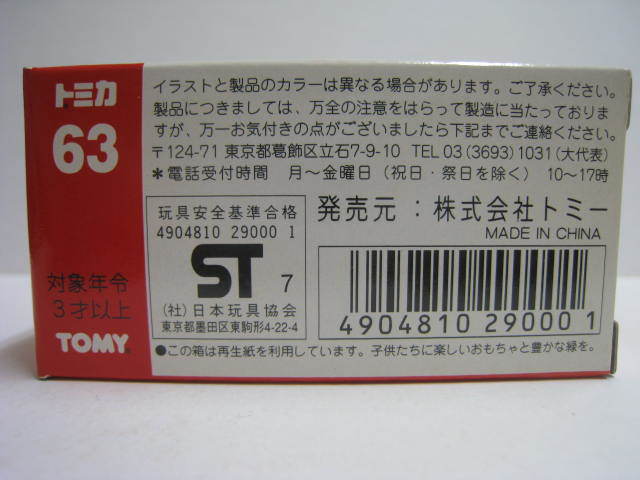 トミカ
63
対象年令
3才以上
TOMY
イラストと製品のカラーは異なる場合があります。ご了承ください。
製品につきましては、万全の注意をはらって製造に当たっておりま
すが、万一お気付きの点がございましたら下記までご連絡ください。
〒124-71 東京都葛飾区立石7-9-10 TEL 03 (3693) 1031 (大代表)
*電話受付時間 月〜金曜日 (祝日・祭日を除く) 10〜17時
玩具安全基準合格
4904810 29000 1
ST 7
(社)日本玩具協会
東京都墨田区東駒形4-22-4
発売元:株式会社トミー
MADE IN CHINA
4904810 290001
●この箱は再生紙を利用しています。子供たちに楽しいおもちゃと豊かな緑を。